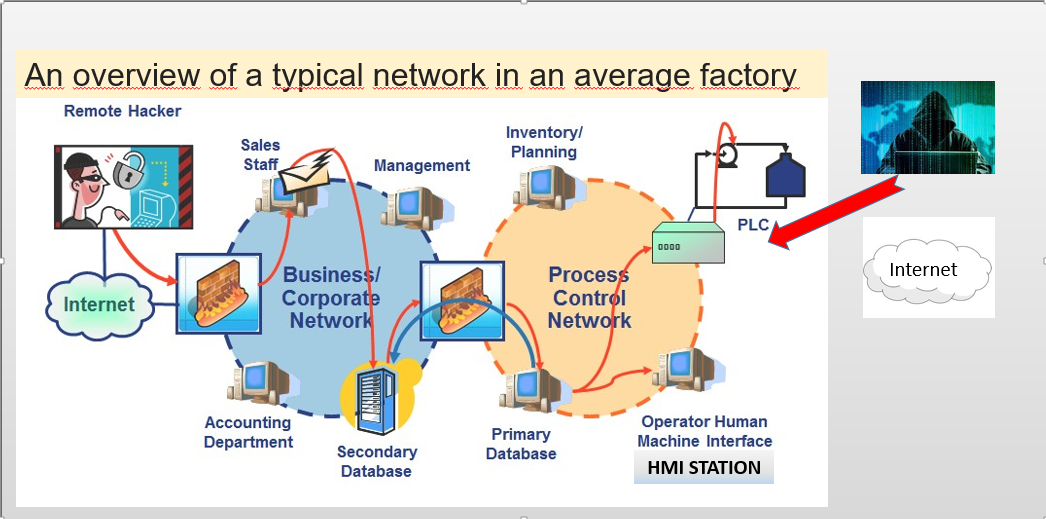 An overview of a typical network in an average factory
Remote Hacker
Sales
Staff
Management
Inventory/
Planning
PLC
Internet
Business/
Corporate
Network
Process
Control
Network
Internet
Accounting
Department
Secondary
Database
Primary
Database
Operator Human
Machine Interface
HMI STATION